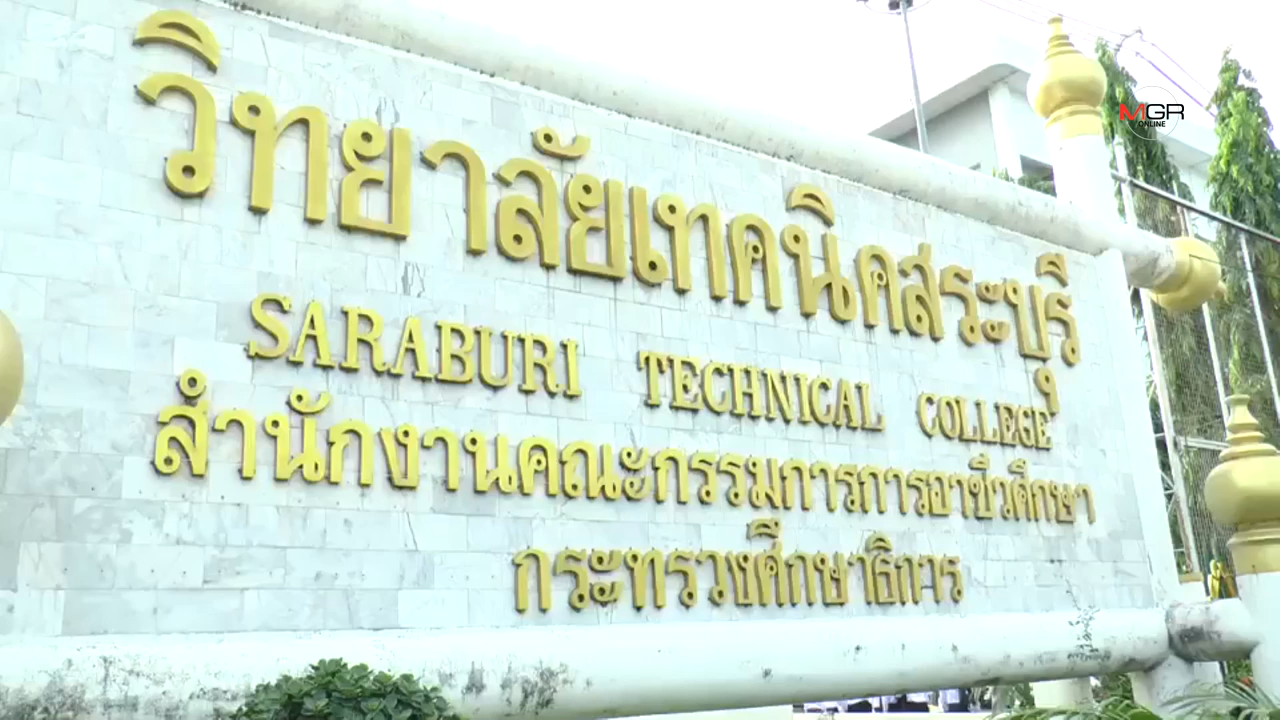 วิทยาลัยเทคนิคสระบุรี
SARABURI TECHNICAL COLLEGE
สำนักงานคณะกรรมการการอาชีวศึกษา
กระทรวงศึกษาธิการ
MGR
ONLINE